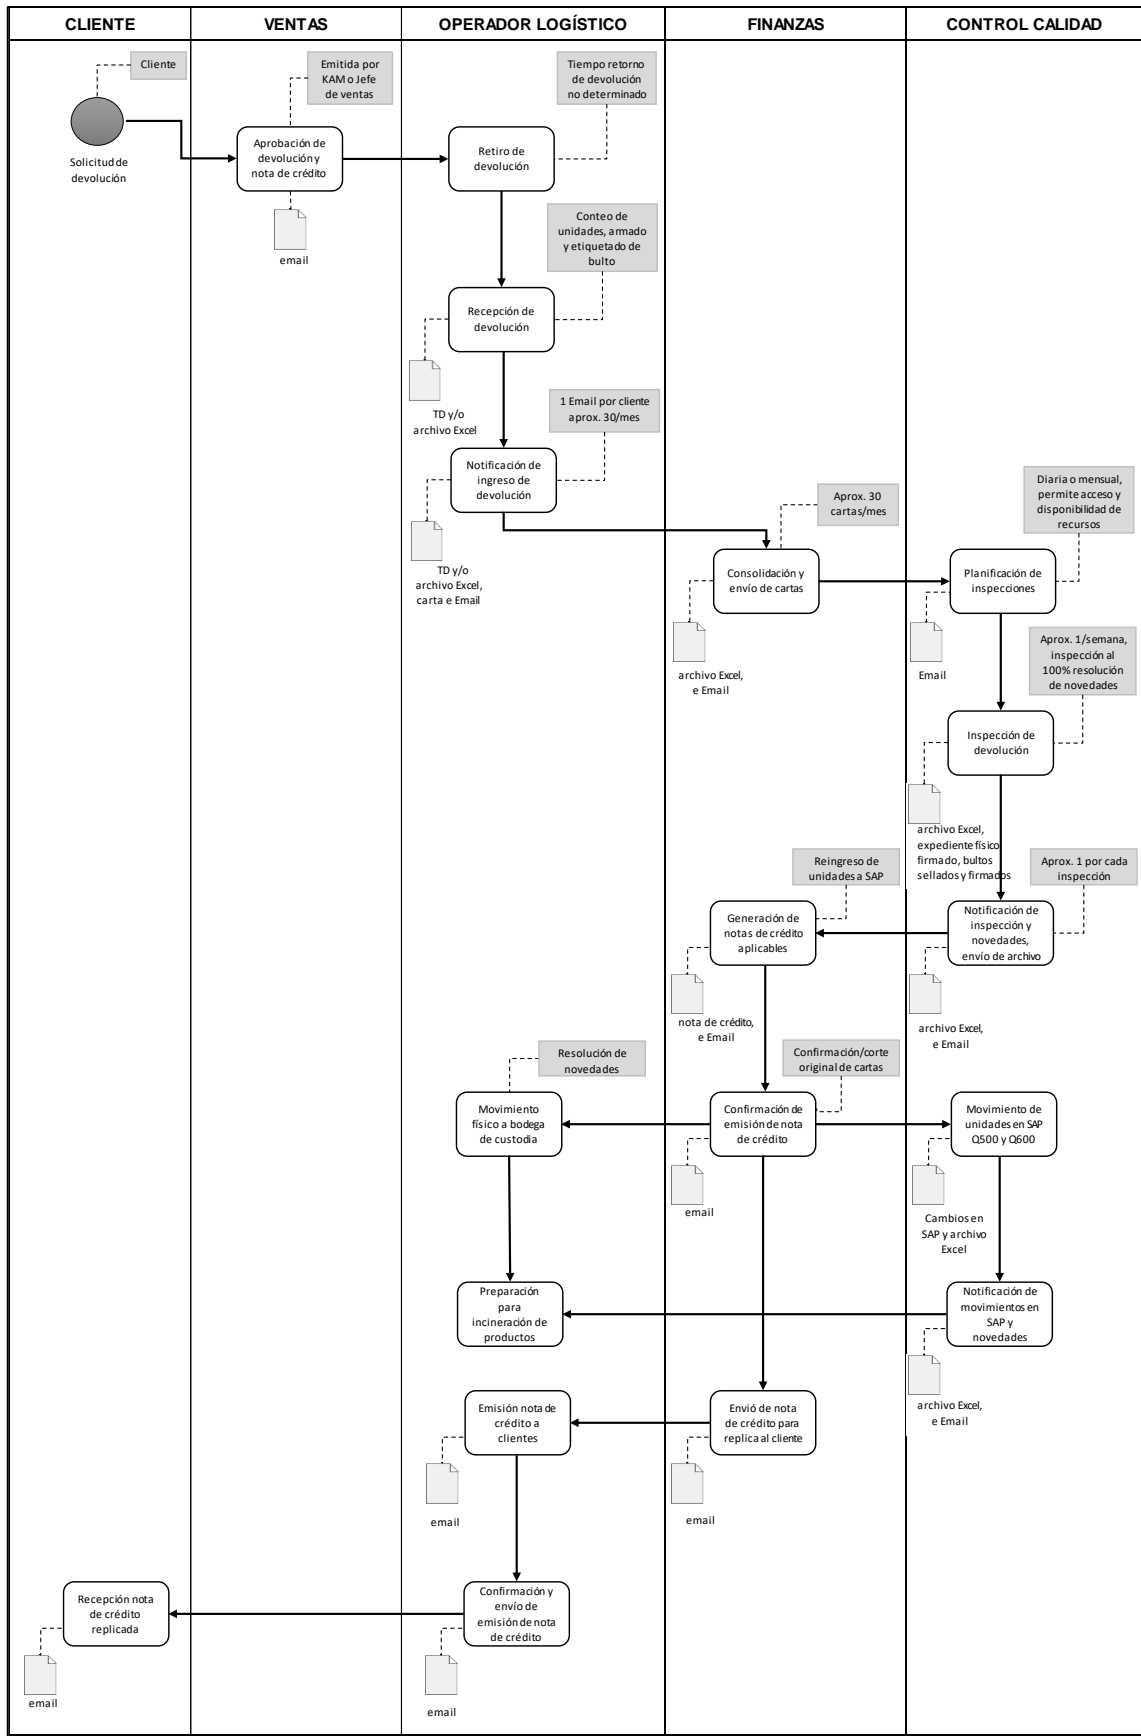 CLIENTE
VENTAS
OPERADOR LOGÍSTICO
FINANZAS
CONTROL CALIDAD
Cliente
Emitida por
KAM o Jefe
de ventas
Tiempo retorno
de devolución
no determinado
Solicitud de
devolución
Aprobación de
devolución y
nota de crédito
Retiro de
devolución
email
Conteo de
unidades, armado
y etiquetado de
bulto
Recepción de
devolución
TD y/o
archivo Excel
1 Email por cliente
aprox. 30/mes
Notificación de
ingreso de
devolución
TD y/o
archivo Excel,
carta e Email
Aprox. 30
cartas/mes
Diaria o mensual,
permite acceso y
disponibilidad de
recursos
Consolidación y
envío de cartas
Planificación de
inspecciones
archivo Excel,
e Email
Email
Aprox. 1/semana,
inspección al
100% resolución
de novedades
Inspección de
devolución
archivo Excel,
expediente físico
firmado, bultos
sellados y firmados
Reingreso de
unidades a SAP
Aprox. 1 por cada
inspección
Generación de
notas de crédito
aplicables
Notificación de
inspección y
novedades,
envío de archivo
nota de crédito,
e Email
archivo Excel,
e Email
Resolución de
novedades
Confirmación/corte
original de cartas
Movimiento
físico a bodega
de custodia
Confirmación de
emisión de nota
de crédito
Movimiento de
unidades en SAP
Q500 y Q600
email
Cambios en
SAP y archivo
Excel
Preparación
para
incineración de
productos
Notificación de
movimientos en
SAP y
novedades
archivo Excel,
e Email
Emisión nota de
crédito a
clientes
Envió de nota
de crédito para
replica al cliente
email
email
Recepción nota
de crédito
replicada
Confirmación y
envío de
emisión de nota
de crédito
email
email